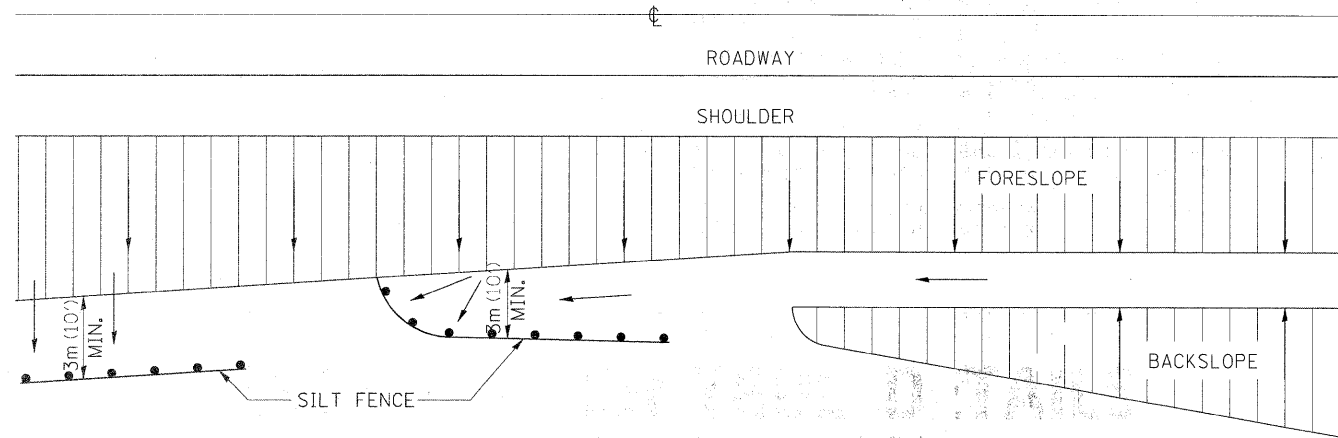 ℄
ROADWAY
SHOULDER
FORESLOPE
3m (10')
MIN.
3m (10')
MIN.
BACKSLOPE
SILT FENCE